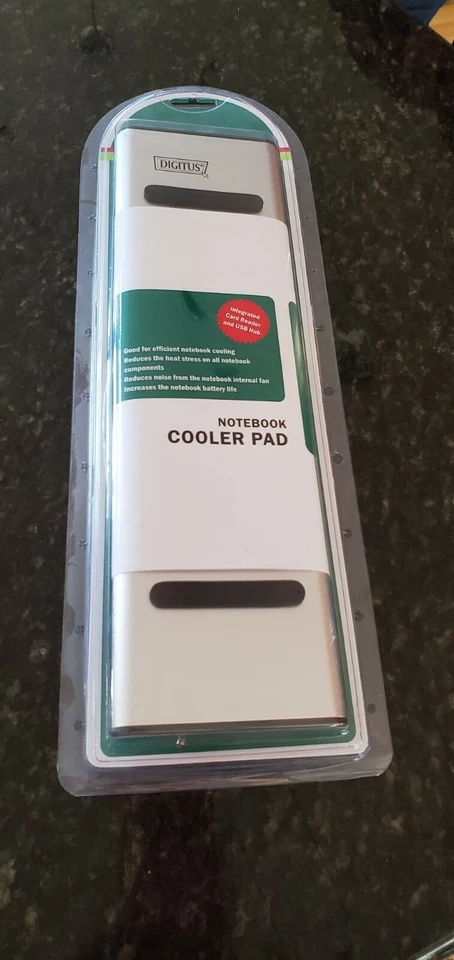 DIGITUS
Integrated
Card Reader
and USB Hub
Good for efficient notebook cooling
Reduces the heat stress on all notebook
components
Reduces noise from the notebook internal fan
Increases the notebook battery life
NOTEBOOK
COOLER PAD